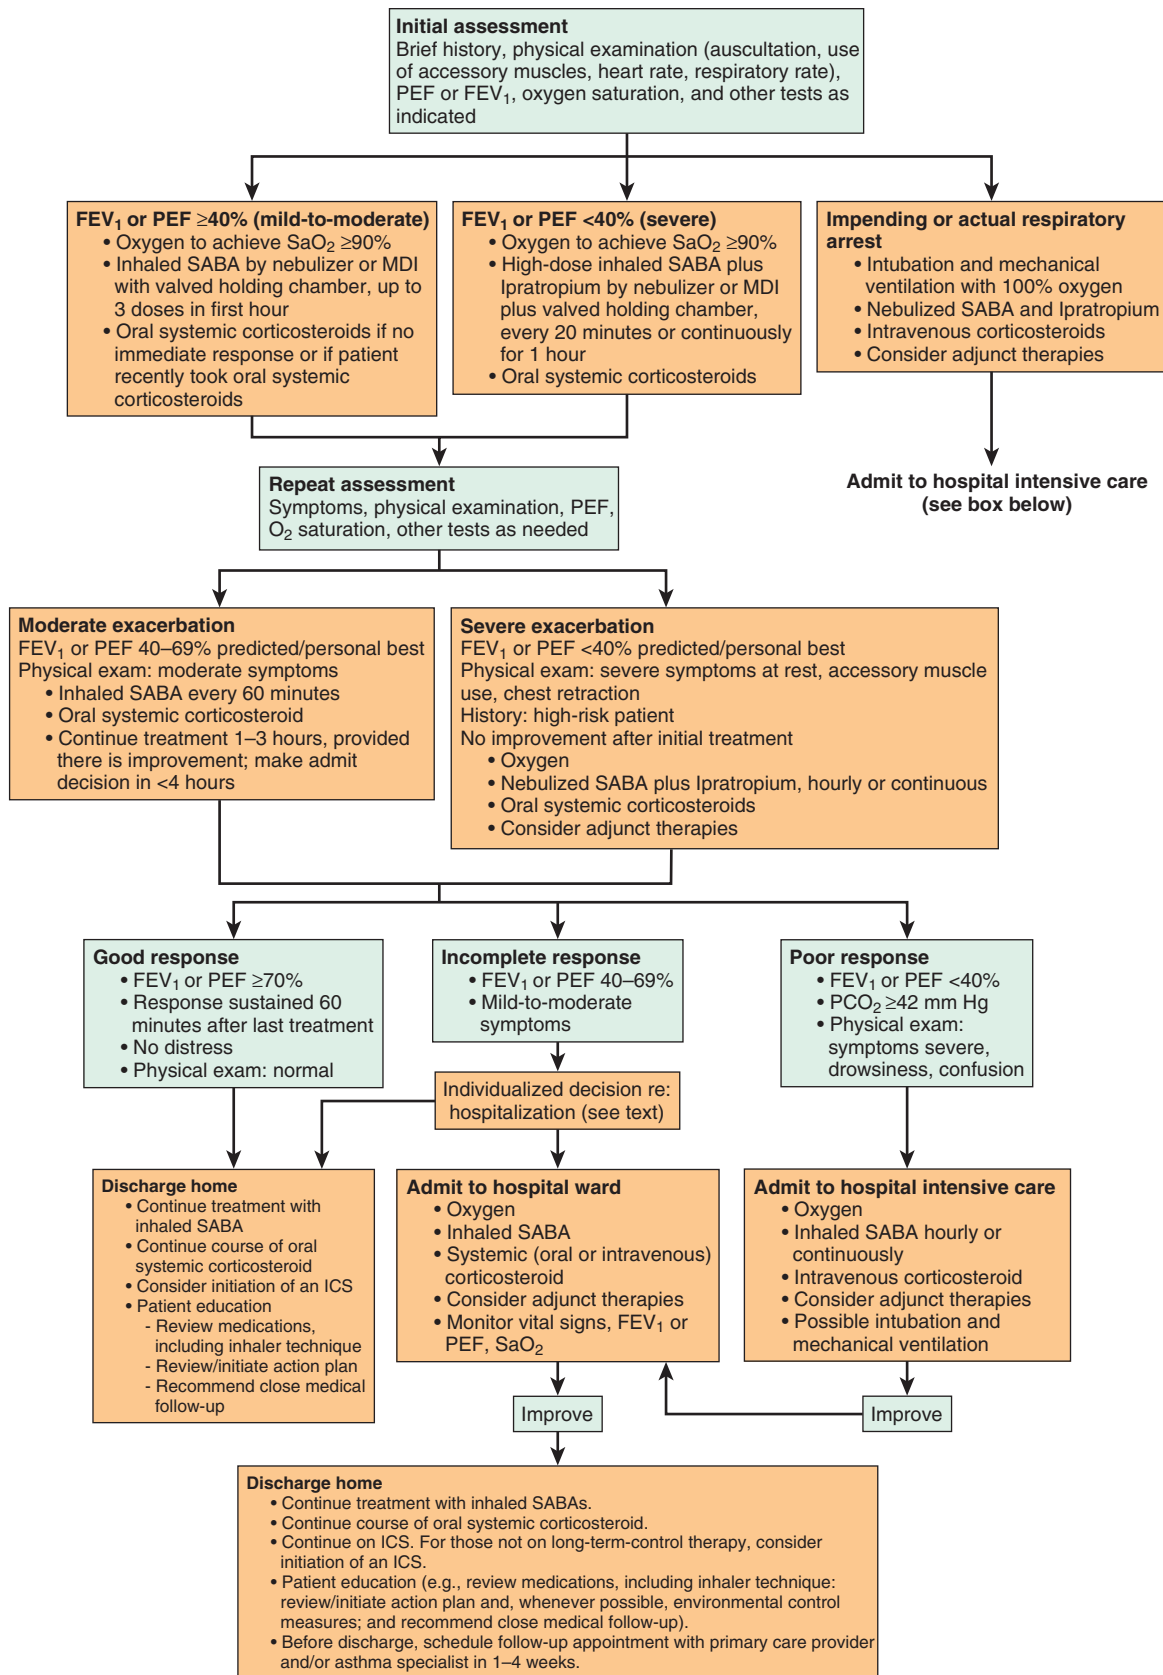 Initial assessment
Brief history, physical examination (auscultation, use
of accessory muscles, heart rate, respiratory rate),
PEF or FEV₁, oxygen saturation, and other tests as
indicated
FEV₁ or PEF ≥40% (mild-to-moderate)
• Oxygen to achieve SaO₂ ≥90%
• Inhaled SABA by nebulizer or MDI
with valved holding chamber, up to
3 doses in first hour
• Oral systemic corticosteroids if no
immediate response or if patient
recently took oral systemic
corticosteroids
FEV₁ or PEF <40% (severe)
• Oxygen to achieve SaO₂ ≥90%
• High-dose inhaled SABA plus
Ipratropium by nebulizer or MDI
plus valved holding chamber,
every 20 minutes or continuously
for 1 hour
• Oral systemic corticosteroids
Impending or actual respiratory
arrest
• Intubation and mechanical
ventilation with 100% oxygen
• Nebulized SABA and Ipratropium
• Intravenous corticosteroids
• Consider adjunct therapies
Admit to hospital intensive care
(see box below)
Repeat assessment
Symptoms, physical examination, PEF,
O₂ saturation, other tests as needed
Moderate exacerbation
FEV₁ or PEF 40–69% predicted/personal best
Physical exam: moderate symptoms
• Inhaled SABA every 60 minutes
• Oral systemic corticosteroid
• Continue treatment 1–3 hours, provided
there is improvement; make admit
decision in <4 hours
Severe exacerbation
FEV₁ or PEF <40% predicted/personal best
Physical exam: severe symptoms at rest, accessory muscle
use, chest retraction
History: high-risk patient
No improvement after initial treatment
• Oxygen
• Nebulized SABA plus Ipratropium, hourly or continuous
• Oral systemic corticosteroids
• Consider adjunct therapies
Good response
• FEV₁ or PEF ≥70%
• Response sustained 60
minutes after last treatment
• No distress
• Physical exam: normal
Incomplete response
• FEV₁ or PEF 40–69%
• Mild-to-moderate
symptoms
Poor response
• FEV₁ or PEF <40%
• PCO₂ ≥42 mm Hg
• Physical exam:
symptoms severe,
drowsiness, confusion
Individualized decision re:
hospitalization (see text)
Discharge home
• Continue treatment with
inhaled SABA
• Continue course of oral
systemic corticosteroid
• Consider initiation of an ICS
• Patient education
- Review medications,
including inhaler technique
- Review/initiate action plan
- Recommend close medical
follow-up
Admit to hospital ward
• Oxygen
• Inhaled SABA
• Systemic (oral or intravenous)
corticosteroid
• Consider adjunct therapies
• Monitor vital signs, FEV₁ or
PEF, SaO₂
Admit to hospital intensive care
• Oxygen
• Inhaled SABA hourly or
continuously
• Intravenous corticosteroid
• Consider adjunct therapies
• Possible intubation and
mechanical ventilation
Improve
Improve
Discharge home
• Continue treatment with inhaled SABAs.
• Continue course of oral systemic corticosteroid.
• Continue on ICS. For those not on long-term-control therapy, consider
initiation of an ICS.
• Patient education (e.g., review medications, including inhaler technique:
review/initiate action plan and, whenever possible, environmental control
measures; and recommend close medical follow-up).
• Before discharge, schedule follow-up appointment with primary care provider
and/or asthma specialist in 1–4 weeks.